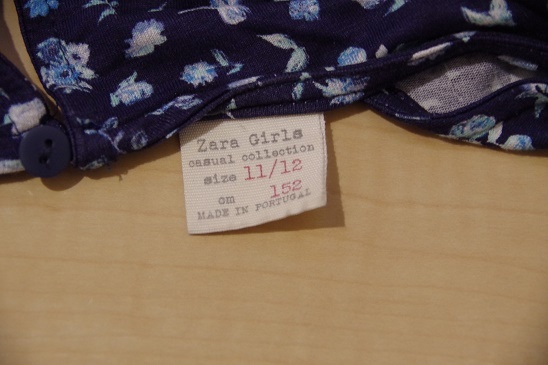 Zara Girls
casual collection
size 11/12
cm 152
MADE IN PORTUGAL